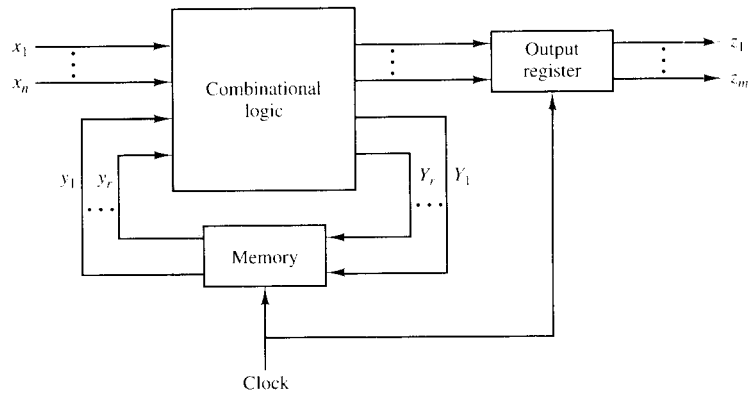 x1
xn
Combinational
logic
Output
register
z1
zm
y1
yr
Yr
Y1
Memory
Clock